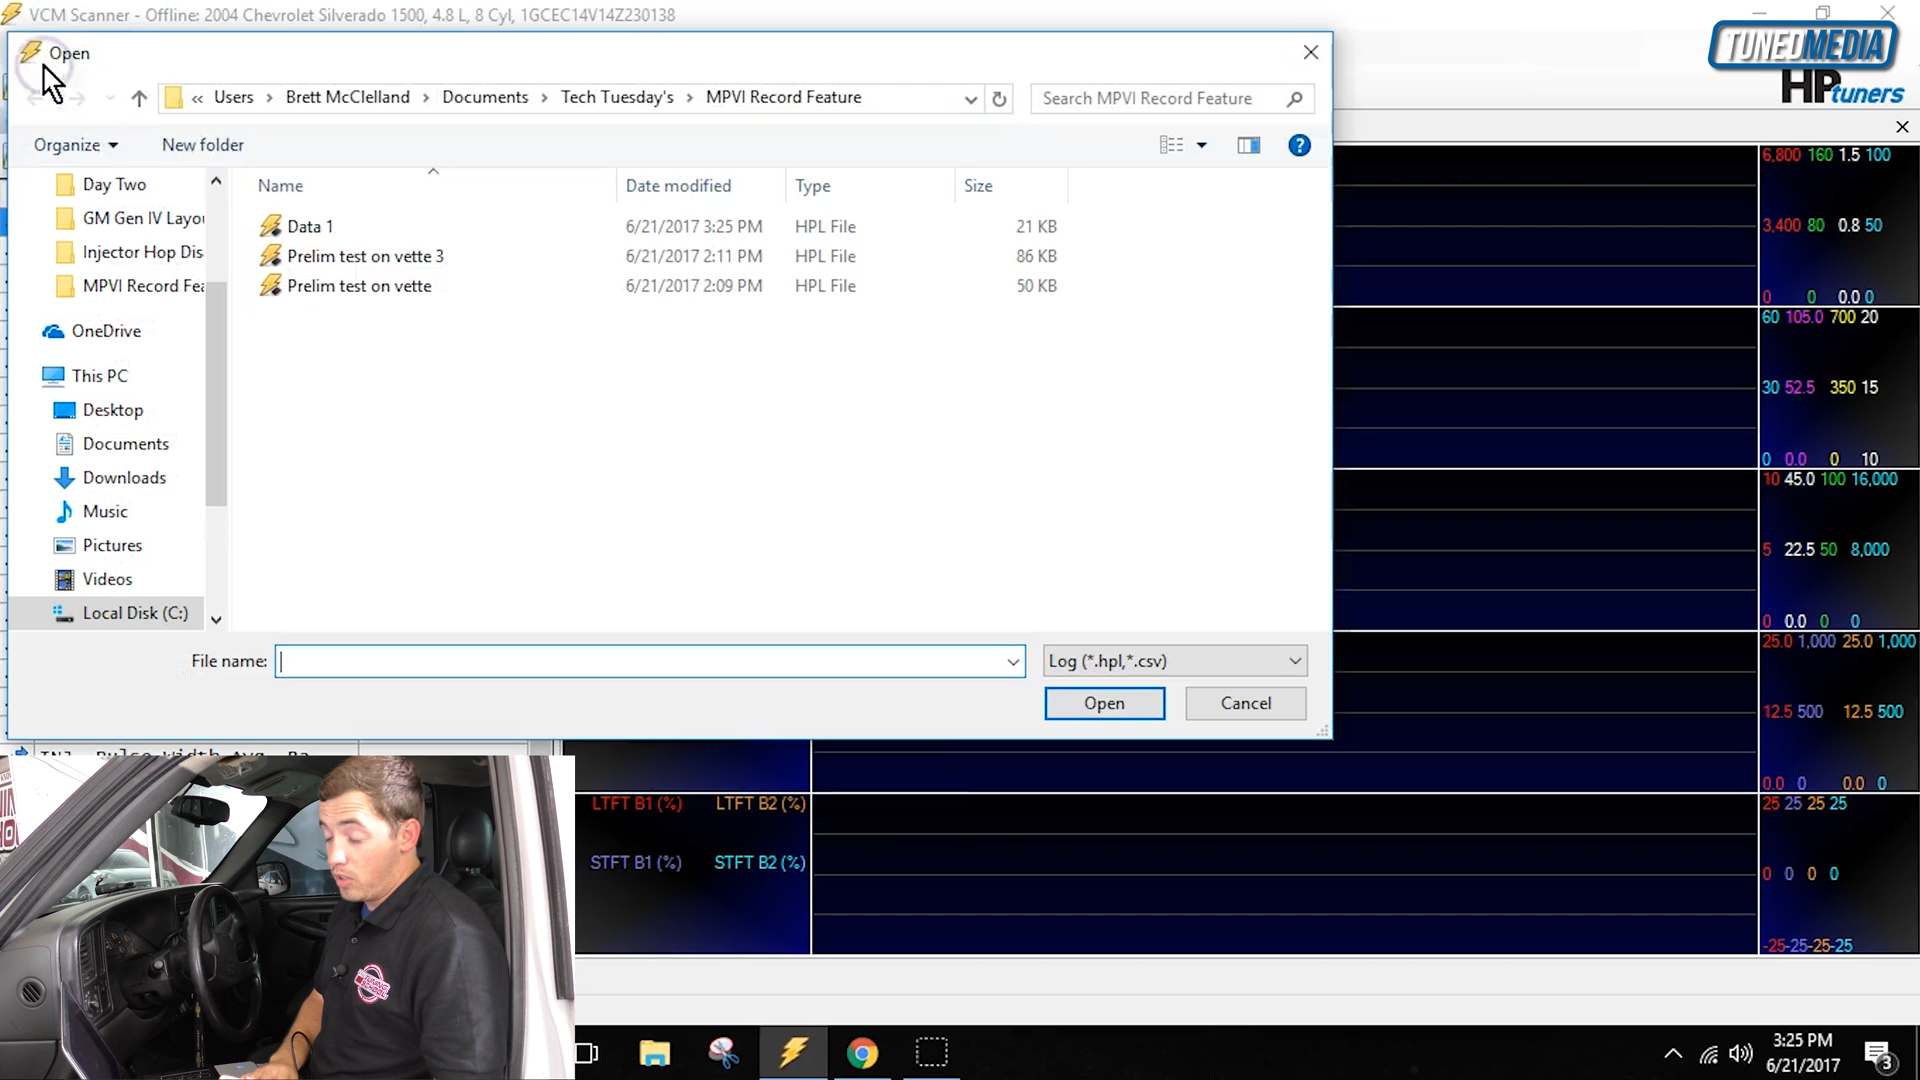 VCM Scanner - Offline: 2004 Chevrolet Silverado 1500, 4.8 L, 8 Cyl, 1GCEC14V14Z230138
TUNEDMEDIA
HPtuners
Open
« Users › Brett McClelland › Documents › Tech Tuesday's › MPVI Record Feature
Search MPVI Record Feature
Organize
New folder
Name Date modified Type Size
Data 1 6/21/2017 3:25 PM HPL File 21 KB
Prelim test on vette 3 6/21/2017 2:11 PM HPL File 86 KB
Prelim test on vette 6/21/2017 2:09 PM HPL File 50 KB
Day Two
GM Gen IV Layou
Injector Hop Dis
MPVI Record Fea
OneDrive
This PC
Desktop
Documents
Downloads
Music
Pictures
Videos
Local Disk (C:)
File name:
Log (*.hpl,*.csv)
Open
Cancel
6,800 160 1.5 100
3,400 80 0.8 50
0 0 0.0 0
60 105.0 700 20
30 52.5 350 15
0 0.0 0 10
10 45.0 100 16,000
5 22.5 50 8,000
0 0.0 0 0
25.0 1,000 25.0 1,000
12.5 500 12.5 500
0.0 0 0.0 0
25 25 25 25
0 0 0 0
-25 -25 -25 -25
LTFT B1 (%) LTFT B2 (%)
STFT B1 (%) STFT B2 (%)
TUNING
SCHOOL
3:25 PM
6/21/2017
3